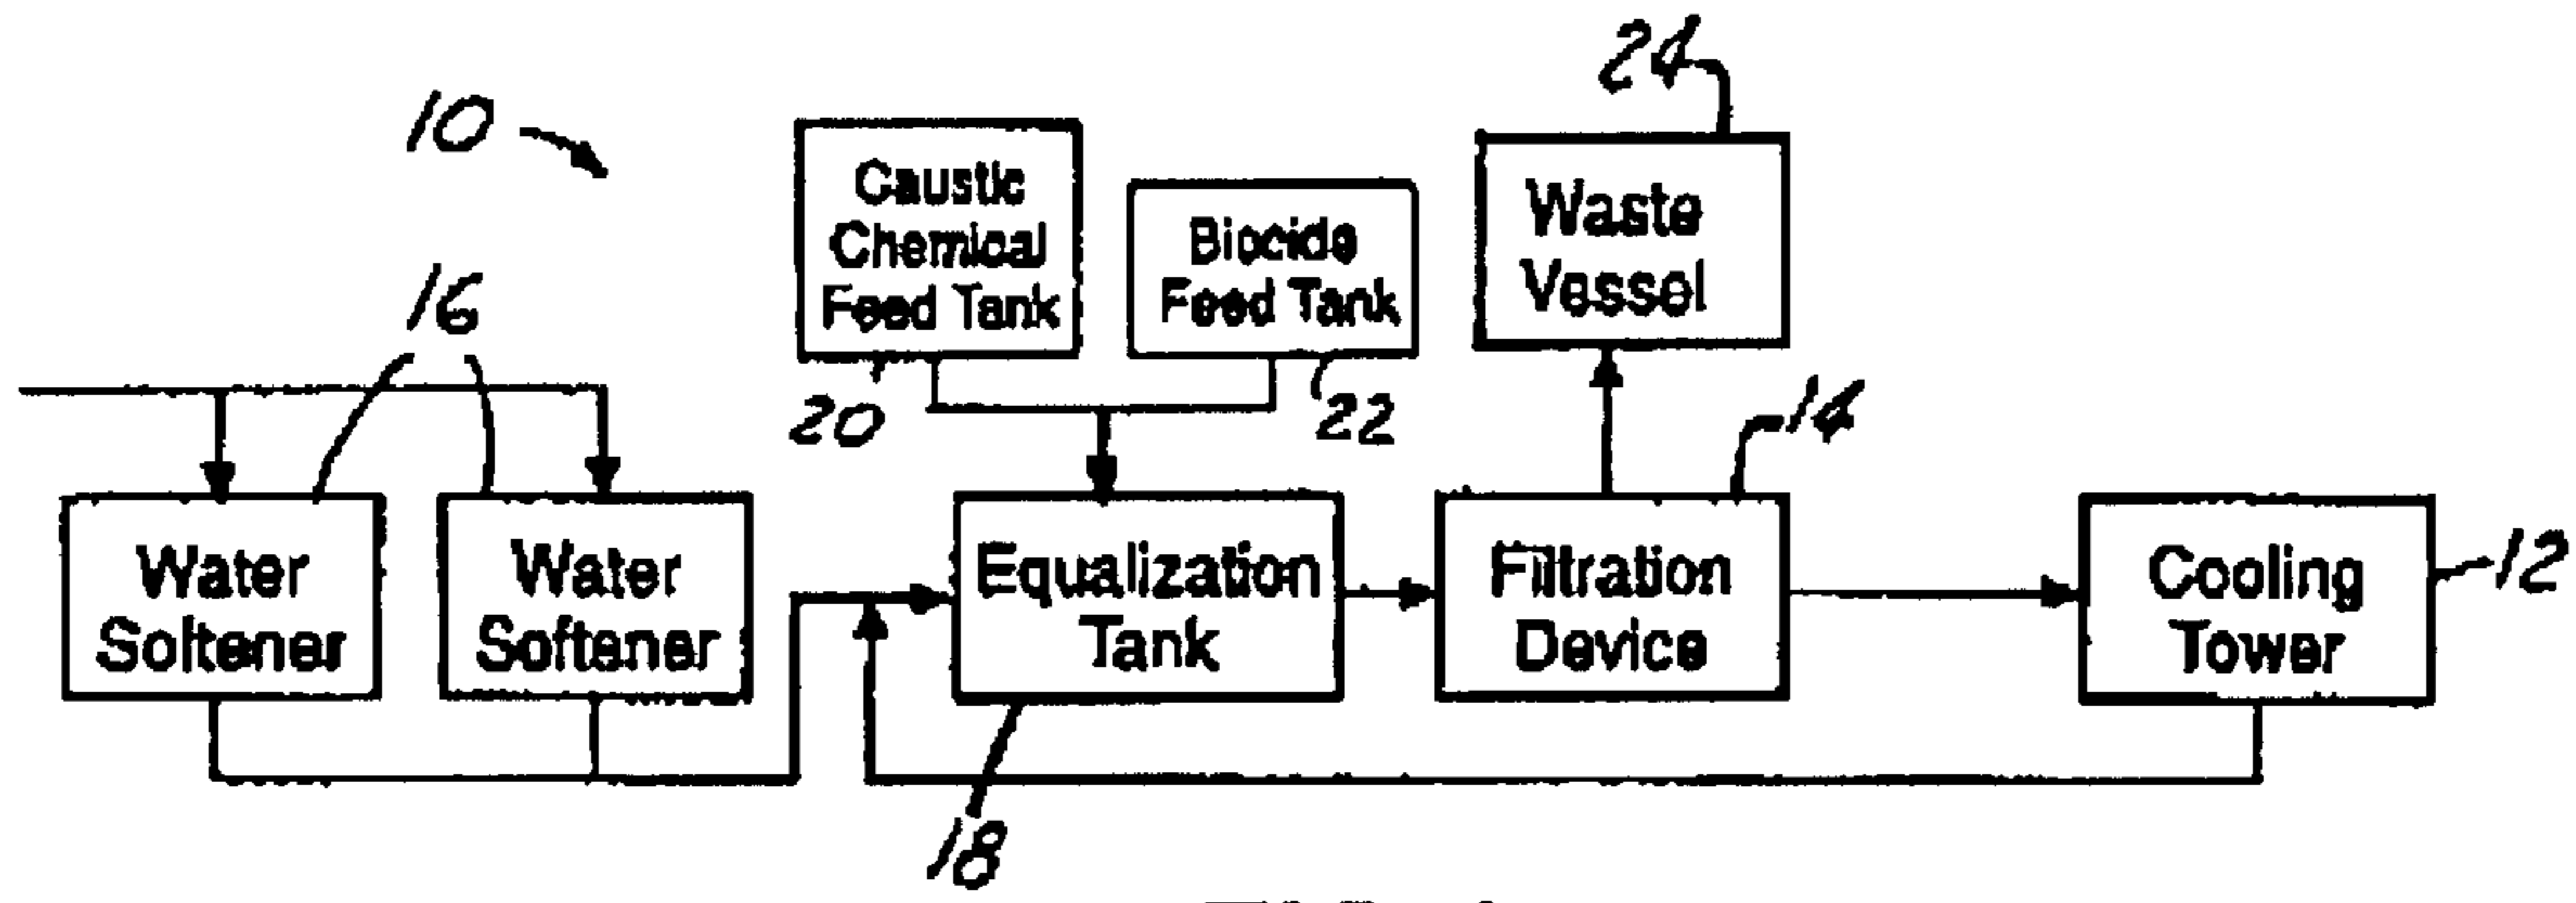 10
24
Caustic
Chemical
Feed Tank
Biocide
Feed Tank
Waste
Vessel
16
20
22
14
Water
Softener
Water
Softener
Equalization
Tank
Filtration
Device
Cooling
Tower
12
18